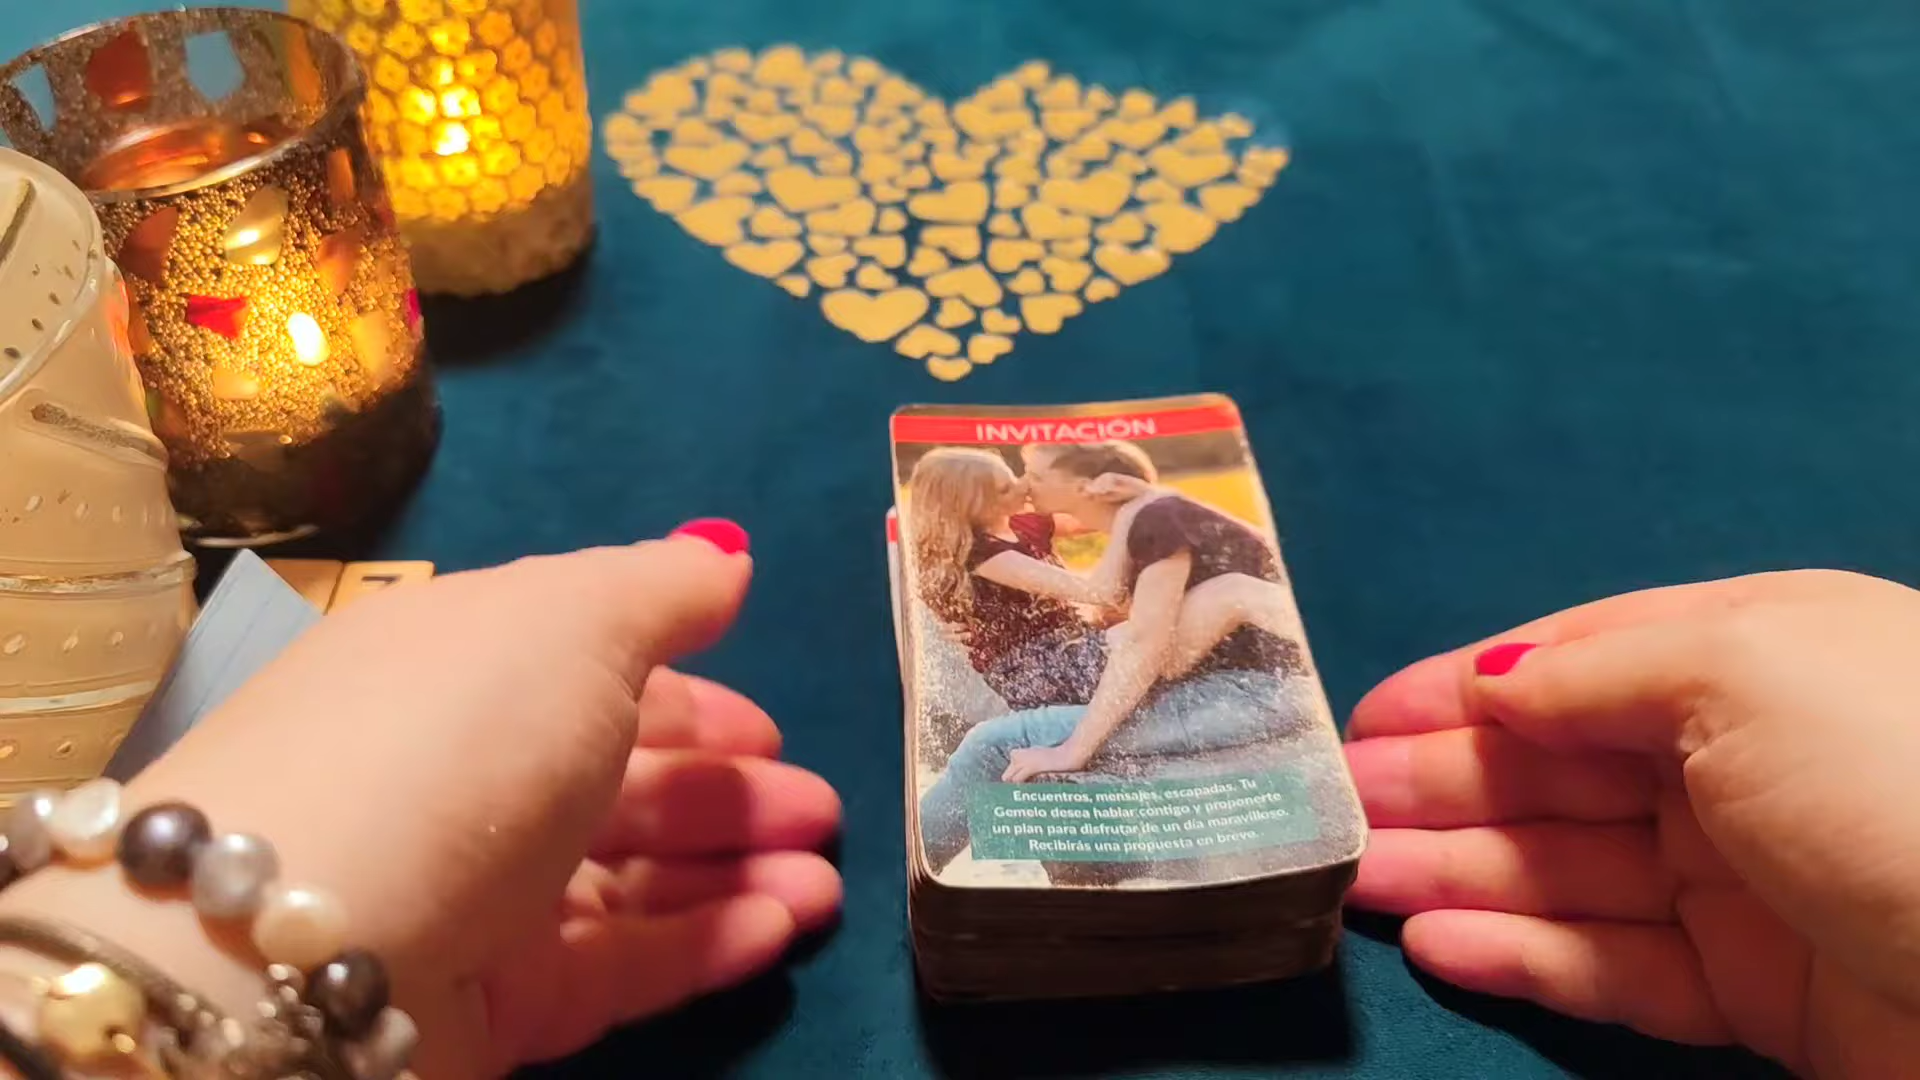 INVITACIÓN
Encuentros, mensajes, escapadas. Tu
Gemelo desea hablar contigo y proponerte
un plan para disfrutar de un día maravilloso.
Recibirás una propuesta en breve.